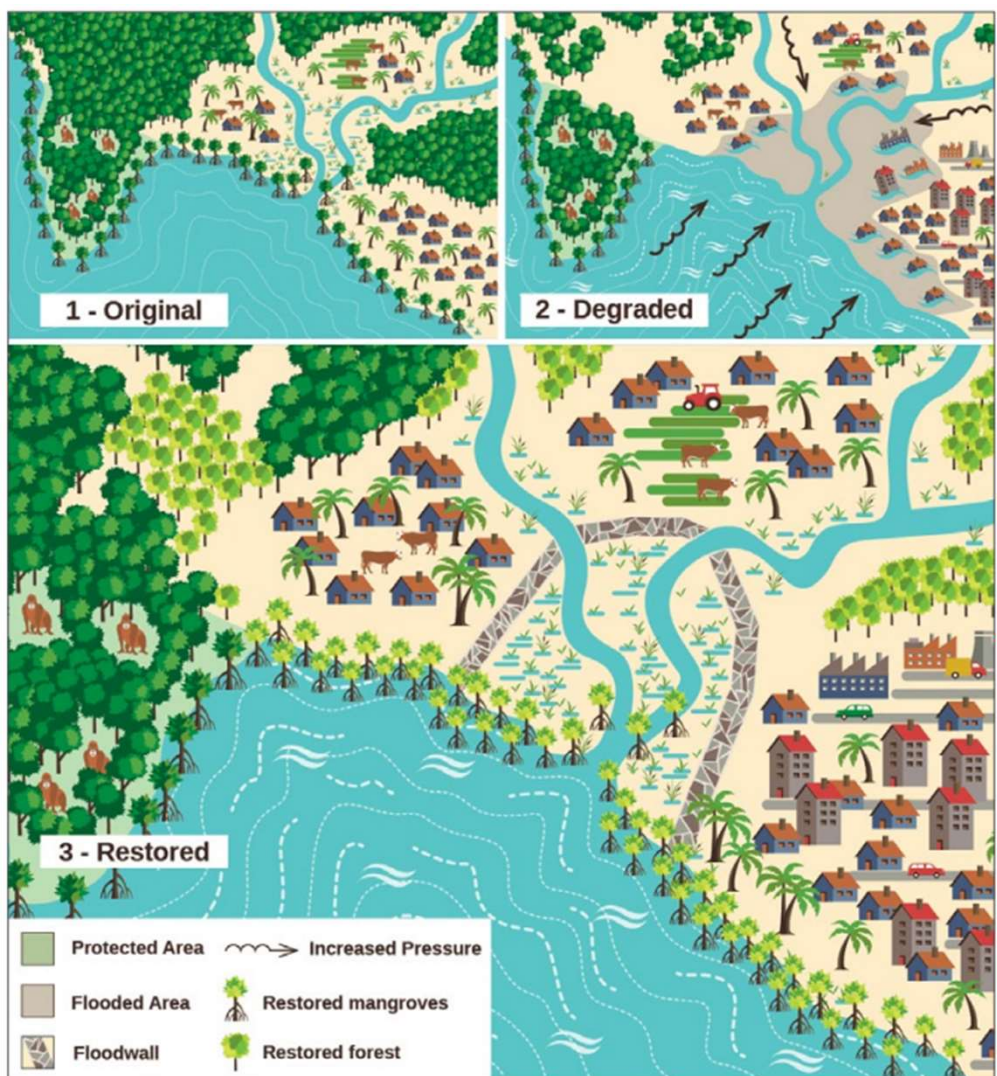 1 - Original
2 - Degraded
3 - Restored
Protected Area
Increased Pressure
Flooded Area
Restored mangroves
Floodwall
Restored forest